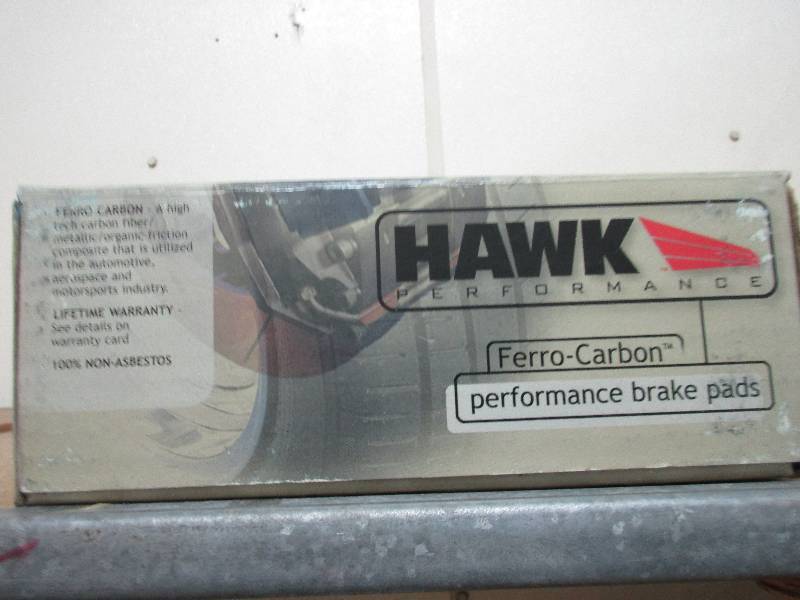 FERRO CARBON - A high
tech carbon fiber/
metallic/organic friction
composite that is utilized
in the automotive,
aerospace and
motorsports industry.
LIFETIME WARRANTY -
See details on
warranty card
100% NON-ASBESTOS
HAWK
PERFORMANCE
Ferro-Carbon™
performance brake pads